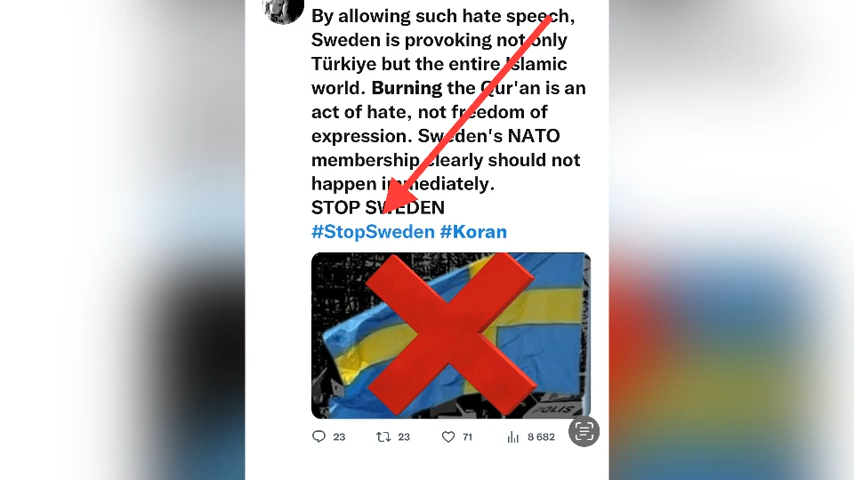 By allowing such hate speech,
Sweden is provoking not only
Türkiye but the entire Islamic
world. Burning the Qur'an is an
act of hate, not freedom of
expression. Sweden's NATO
membership clearly should not
happen immediately.
STOP SWEDEN
#StopSweden #Koran
POLIS
23 23 71 8 682